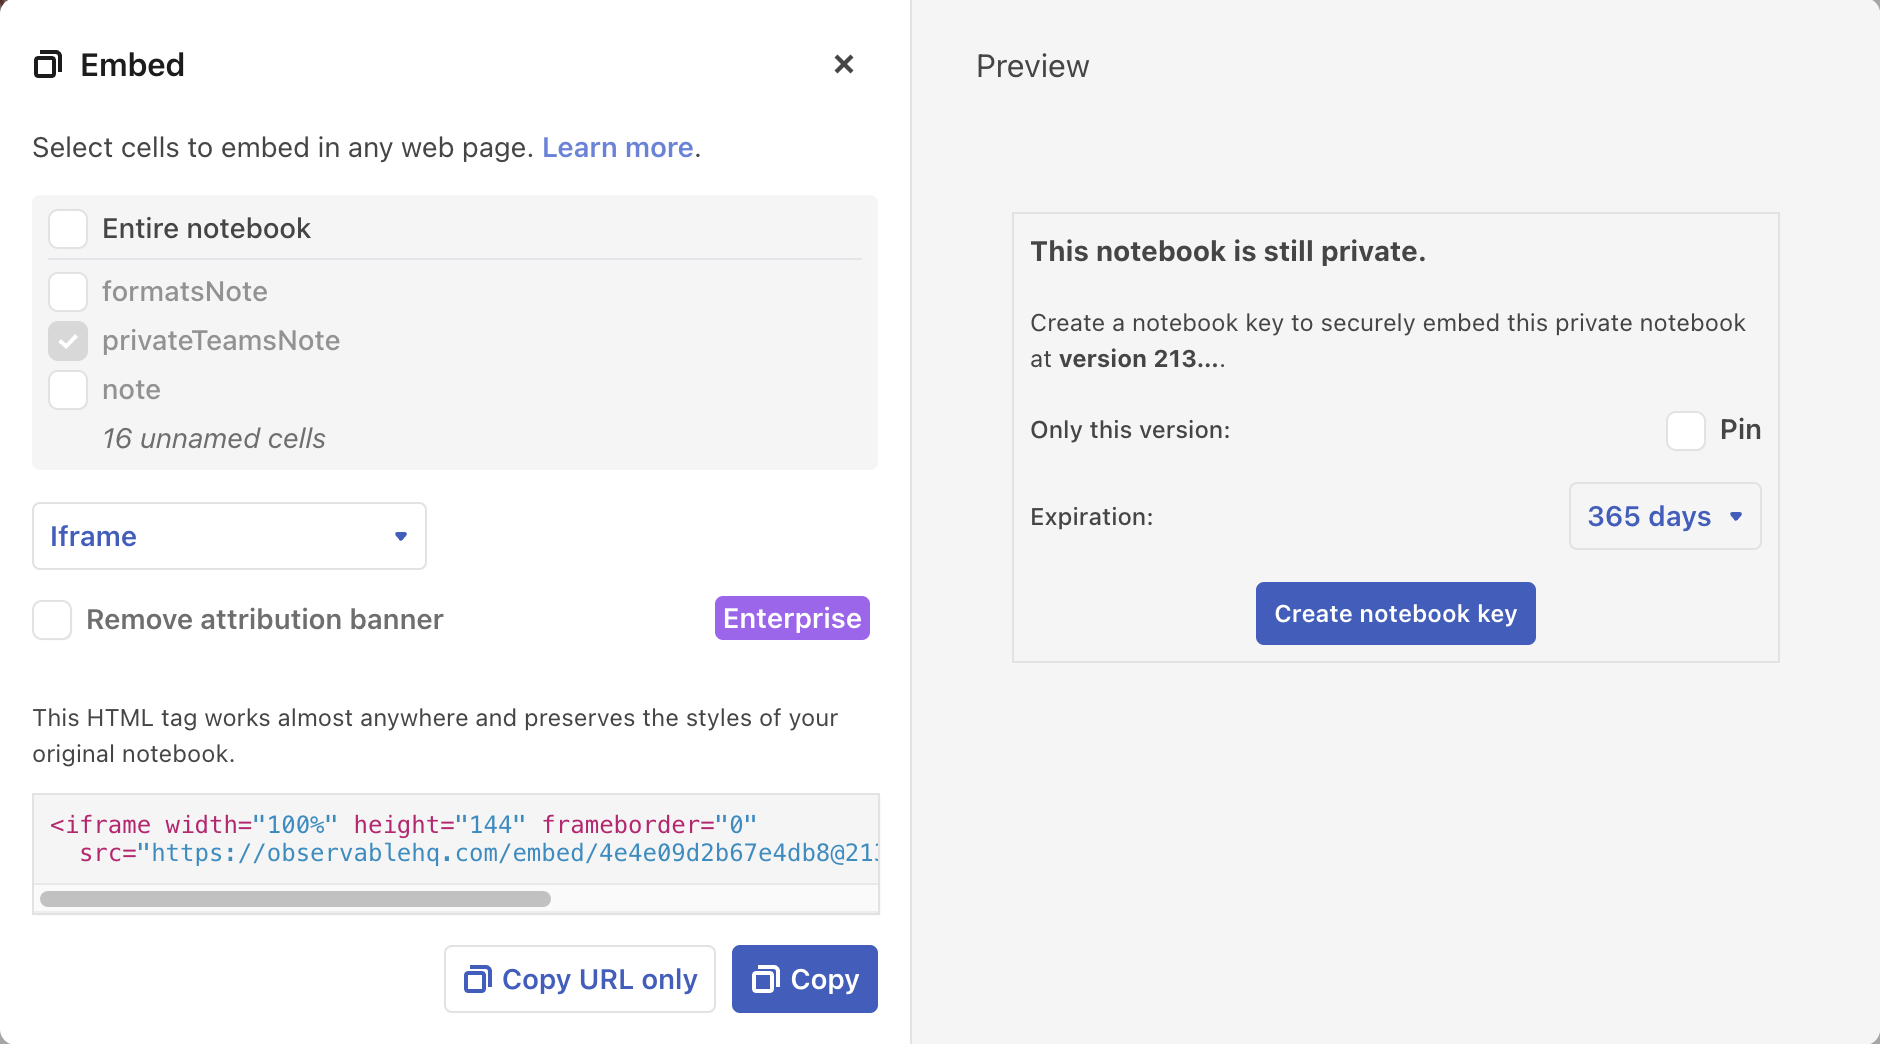 Embed
Select cells to embed in any web page. Learn more.
Entire notebook
formatsNote
privateTeamsNote
note
16 unnamed cells
Iframe
Remove attribution banner
Enterprise
This HTML tag works almost anywhere and preserves the styles of your
original notebook.
<iframe width="100%" height="144" frameborder="0"
src="https://observablehq.com/embed/4e4e09d2b67e4db8@213
Copy URL only
Copy
Preview
This notebook is still private.
Create a notebook key to securely embed this private notebook
at version 213....
Only this version:
Pin
Expiration:
365 days
Create notebook key